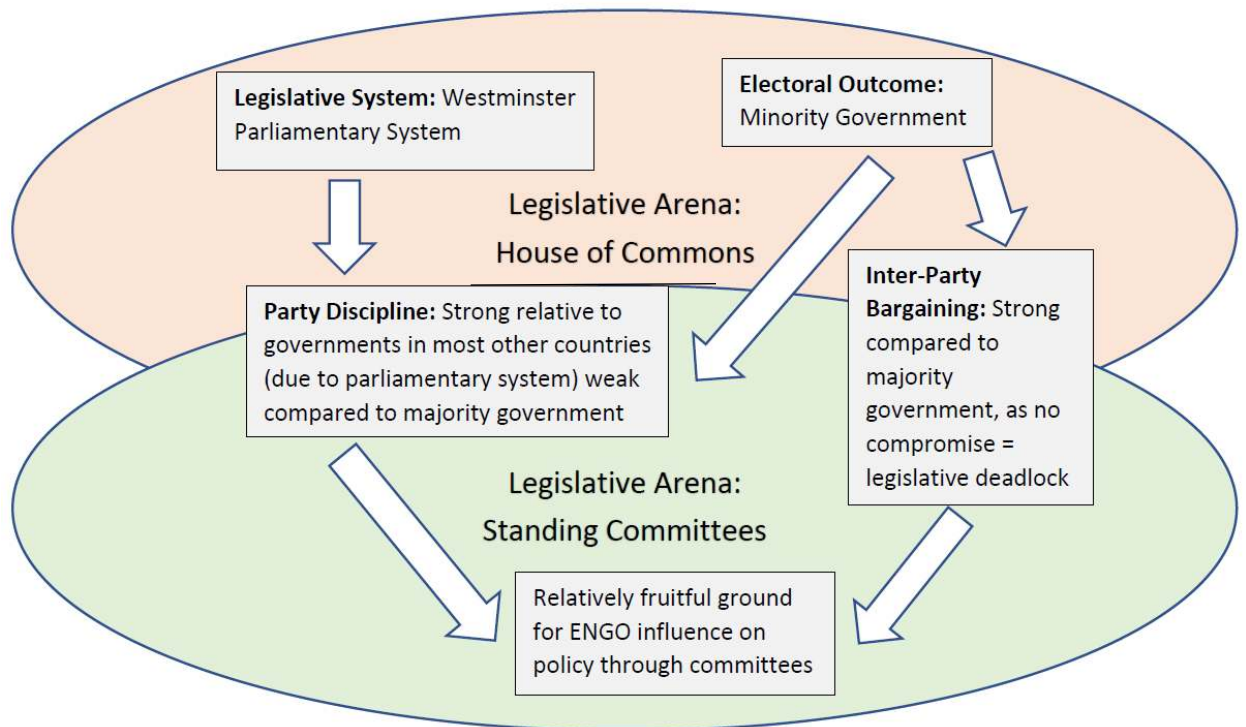 Legislative System: Westminster
Parliamentary System
Electoral Outcome:
Minority Government
Legislative Arena:
House of Commons
Party Discipline: Strong relative to
governments in most other countries
(due to parliamentary system) weak
compared to majority government
Inter-Party
Bargaining: Strong
compared to
majority
government, as no
compromise =
legislative deadlock
Legislative Arena:
Standing Committees
Relatively fruitful ground
for ENGO influence on
policy through committees